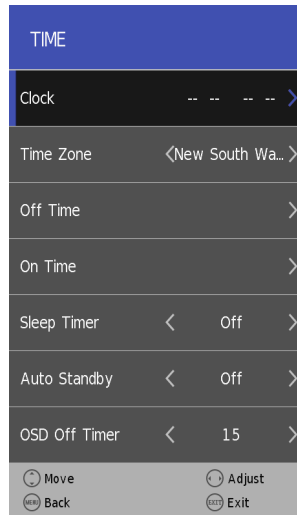 TIME
Clock -- -- -- --
Time Zone New South Wa...
Off Time
On Time
Sleep Timer Off
Auto Standby Off
OSD Off Timer 15
Move Adjust
MENU Back EXIT Exit